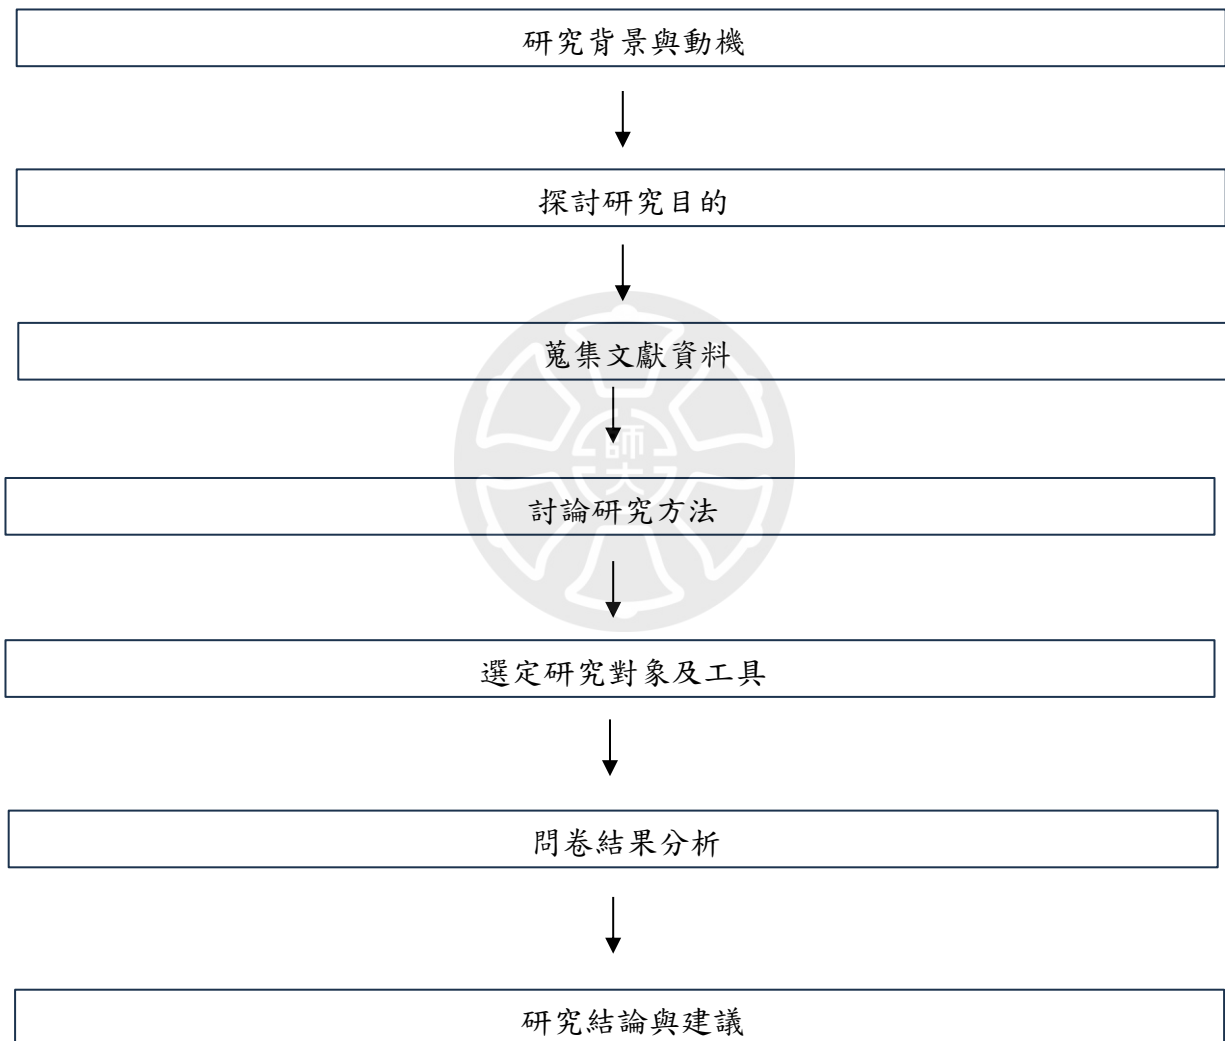 研究背景與動機
探討研究目的
蒐集文獻資料
師大
討論研究方法
選定研究對象及工具
問卷結果分析
研究結論與建議